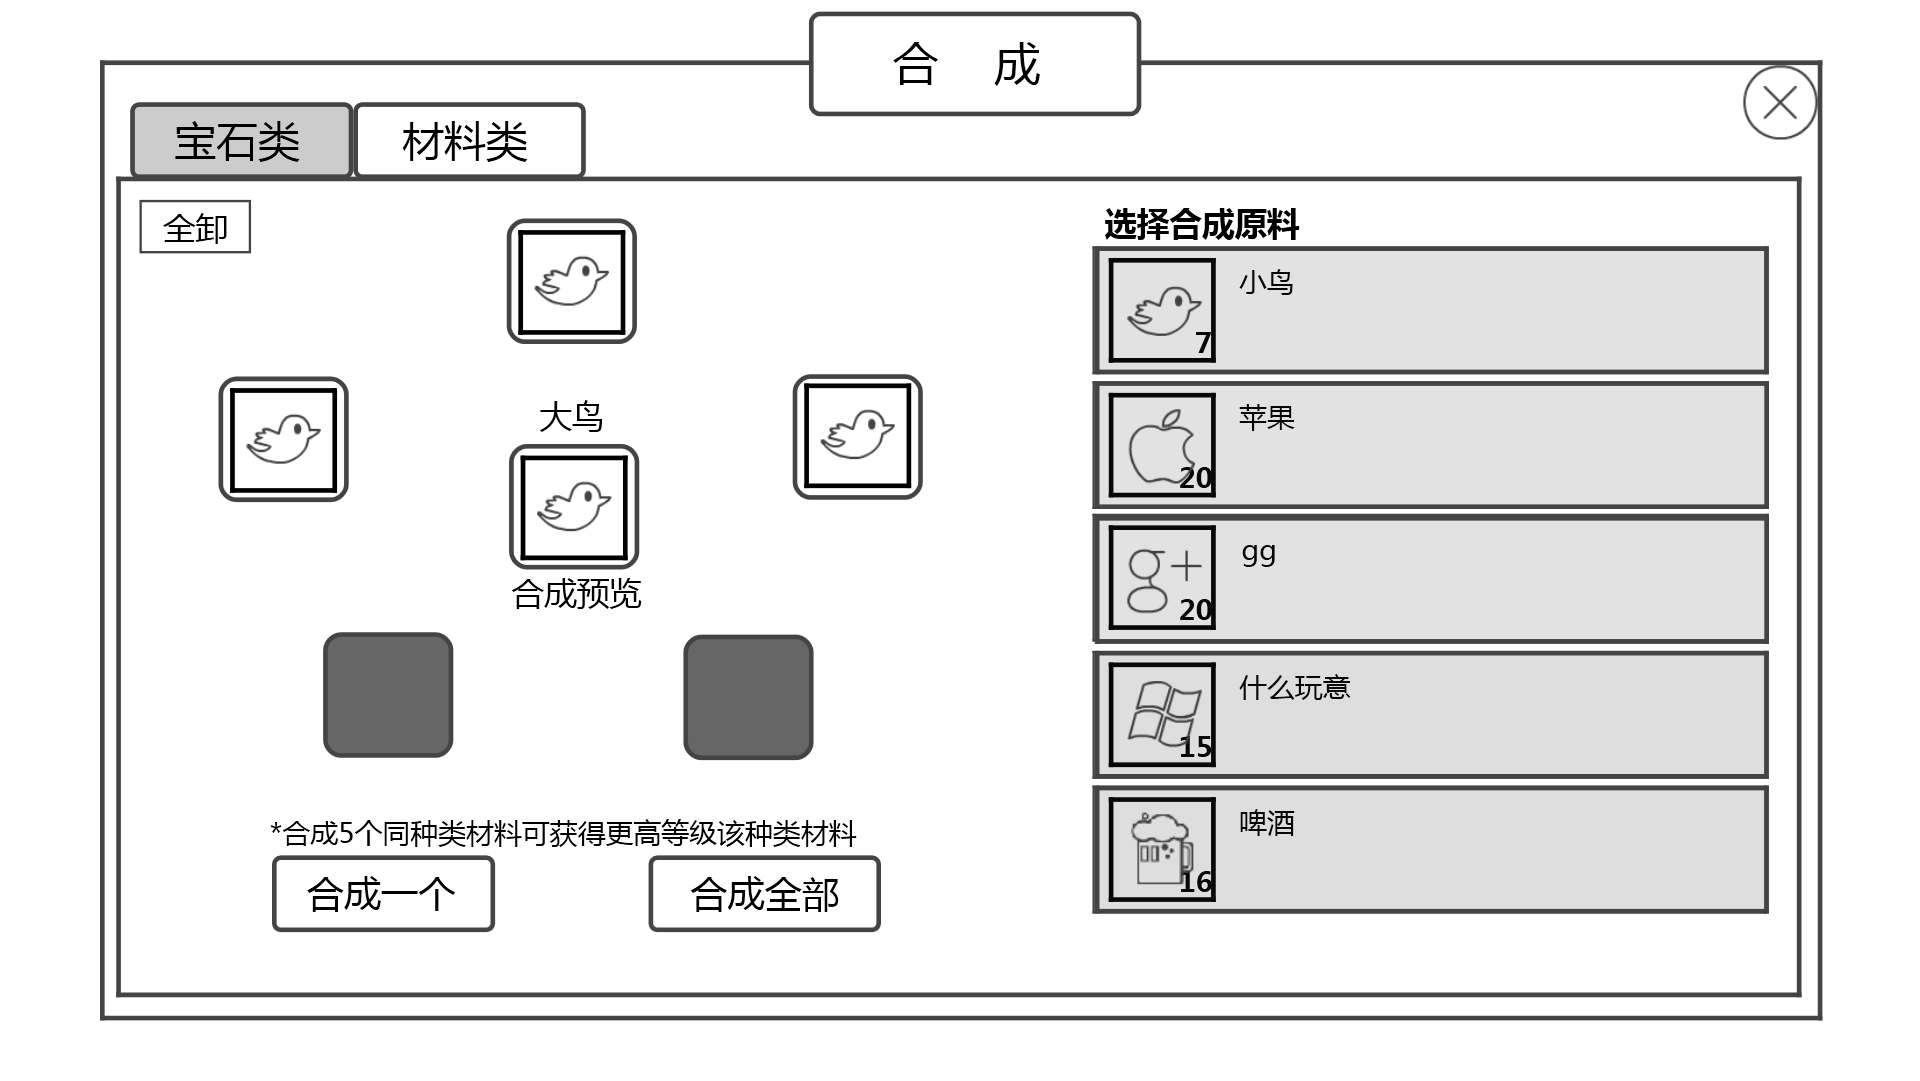 合 成
宝石类
材料类
全卸
选择合成原料
小鸟
7
苹果
20
gg
g+
20
什么玩意
15
啤酒
16
大鸟
合成预览
*合成5个同种类材料可获得更高等级该种类材料
合成一个
合成全部